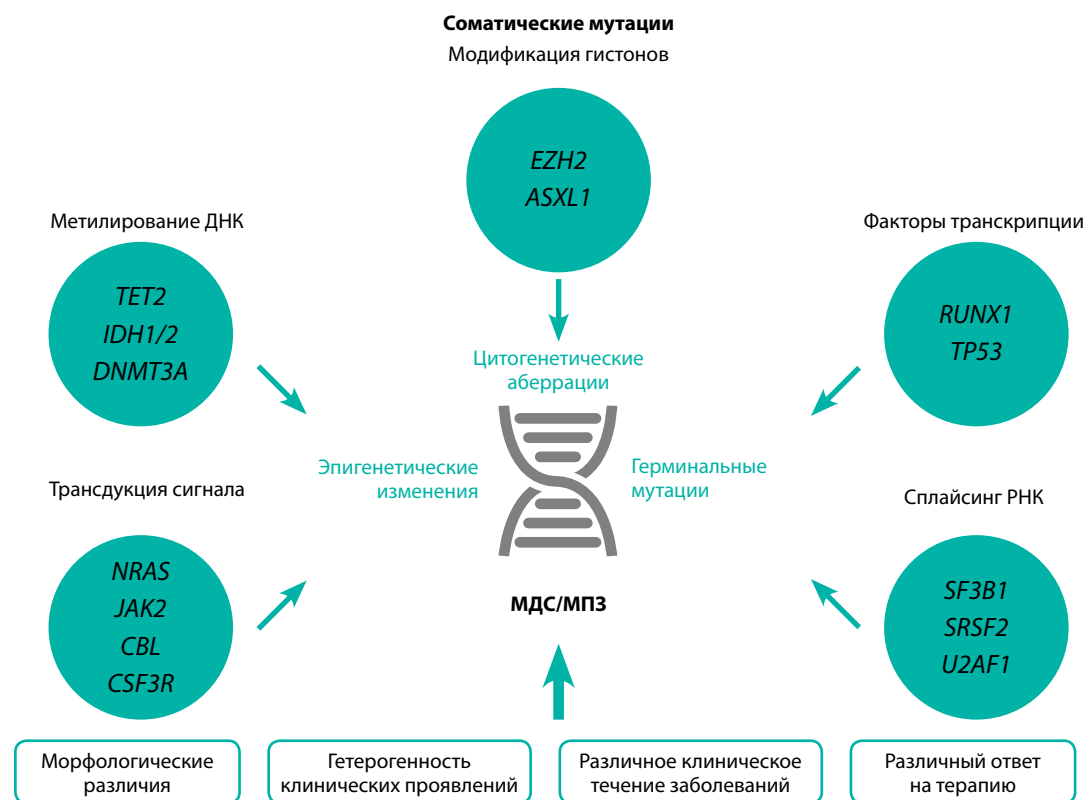 Соматические мутации
Модификация гистонов
EZH2
ASXL1
Метилирование ДНК
TET2
IDH1/2
DNMT3A
Факторы транскрипции
RUNX1
TP53
Цитогенетические
аберрации
Эпигенетические
изменения
Герминальные
мутации
Трансдукция сигнала
NRAS
JAK2
CBL
CSF3R
Сплайсинг РНК
SF3B1
SRSF2
U2AF1
МДС/МПЗ
Морфологические
различия
Гетерогенность
клинических проявлений
Различное клиническое
течение заболеваний
Различный ответ
на терапию